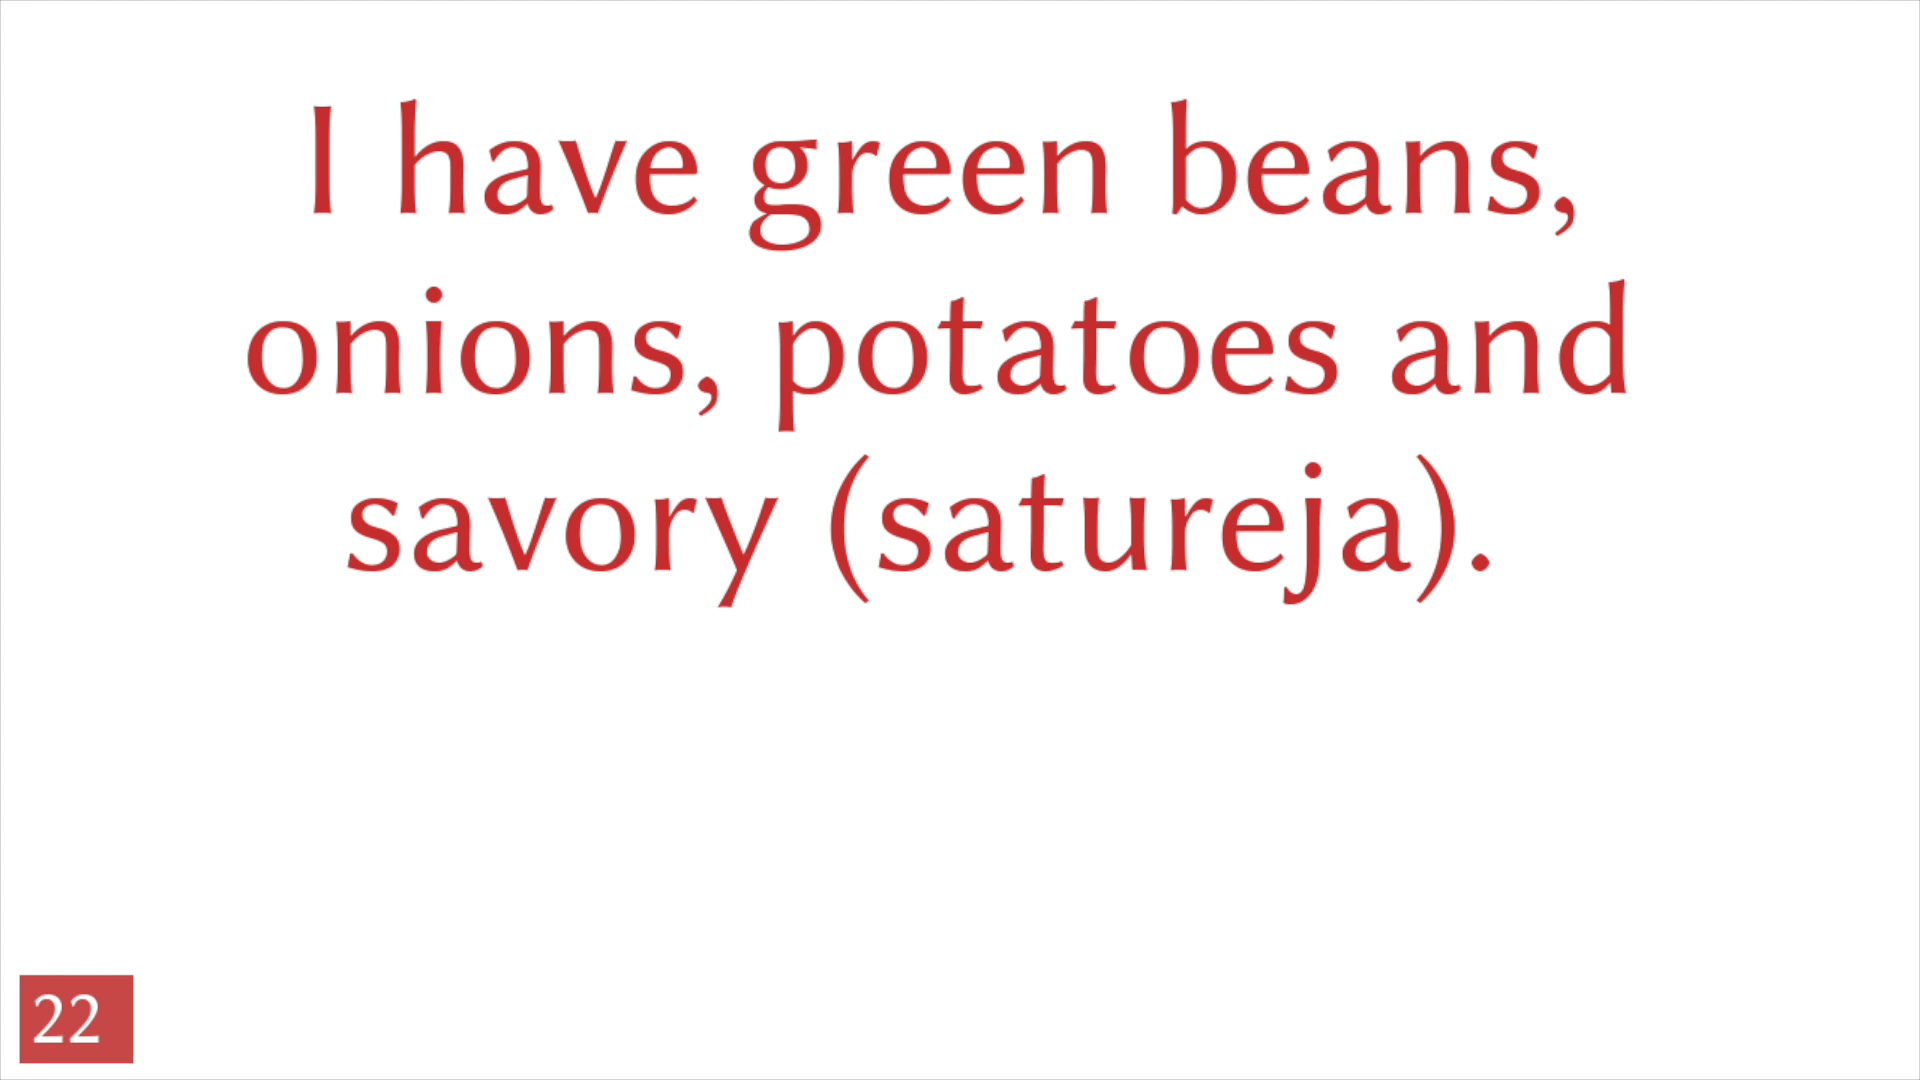 I have green beans,
onions, potatoes and
savory (satureja).
22